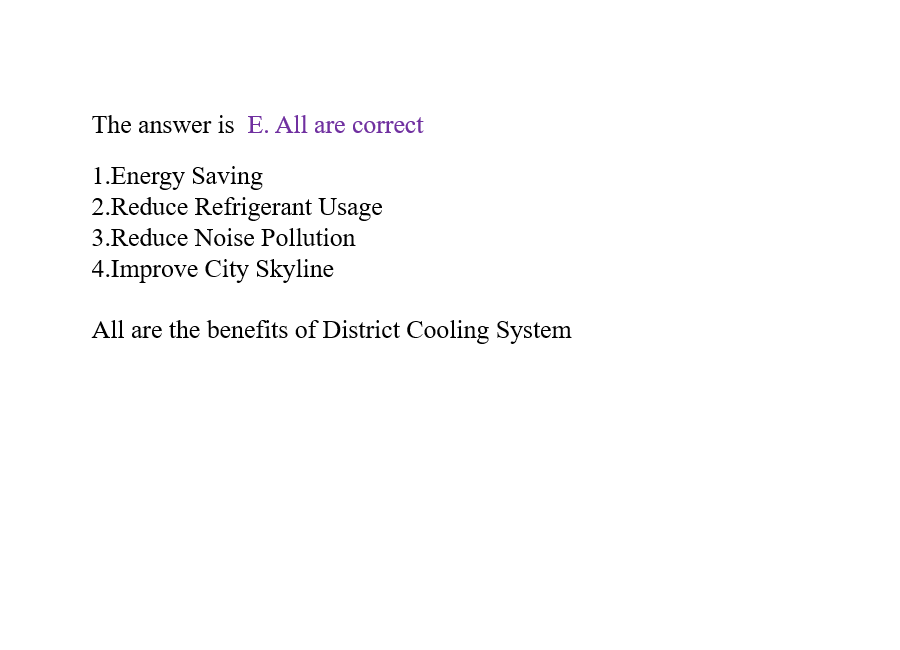 The answer is  E. All are correct
1.Energy Saving
2.Reduce Refrigerant Usage
3.Reduce Noise Pollution
4.Improve City Skyline
All are the benefits of District Cooling System